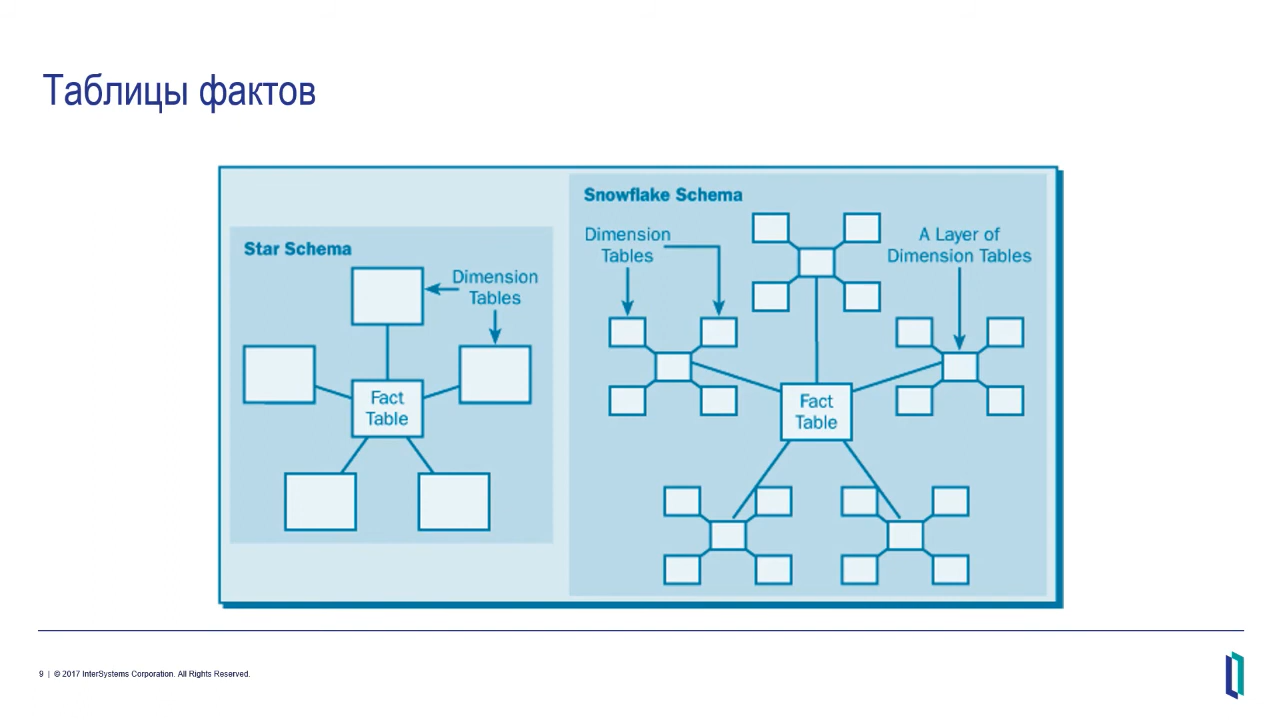 Таблицы фактов
Star Schema
Dimension
Tables
Fact
Table
Snowflake Schema
Dimension
Tables
A Layer of
Dimension Tables
Fact
Table
9 | © 2017 InterSystems Corporation. All Rights Reserved.